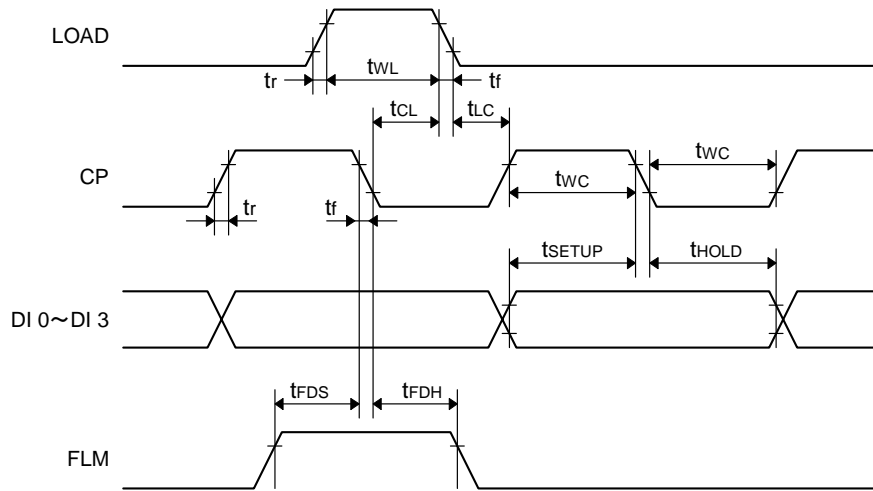 LOAD
tr
tWL
tf
tCL
tLC
CP
tWC
tWC
tr
tf
tSETUP
tHOLD
DI 0～DI 3
tFDS
tFDH
FLM